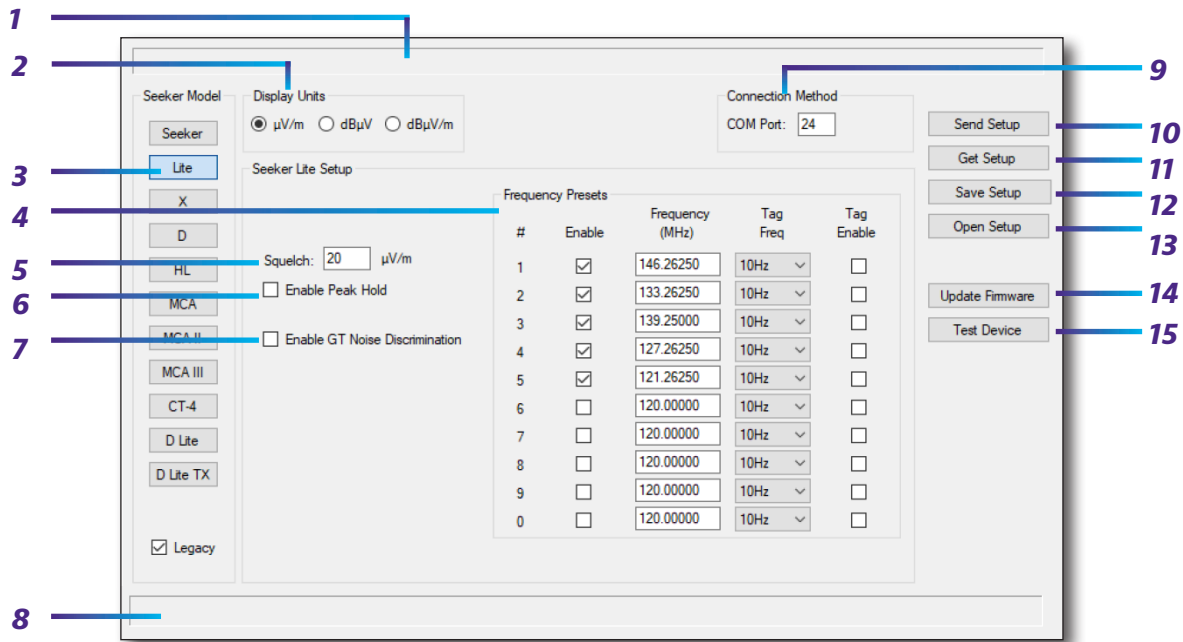 1
2
3
4
5
6
7
8
9
10
11
12
13
14
15
Seeker Model
Seeker
Lite
X
D
HL
MCA
MCA II
MCA III
CT-4
D Lite
D Lite TX
Legacy
Display Units
µV/m dBµV dBµV/m
Connection Method
COM Port: 24
Seeker Lite Setup
Squelch: 20 µV/m
Enable Peak Hold
Enable GT Noise Discrimination
Frequency Presets
# Enable Frequency (MHz) Tag Freq Tag Enable
1 146.26250 10Hz
2 133.26250 10Hz
3 139.25000 10Hz
4 127.26250 10Hz
5 121.26250 10Hz
6 120.00000 10Hz
7 120.00000 10Hz
8 120.00000 10Hz
9 120.00000 10Hz
0 120.00000 10Hz
Send Setup
Get Setup
Save Setup
Open Setup
Update Firmware
Test Device